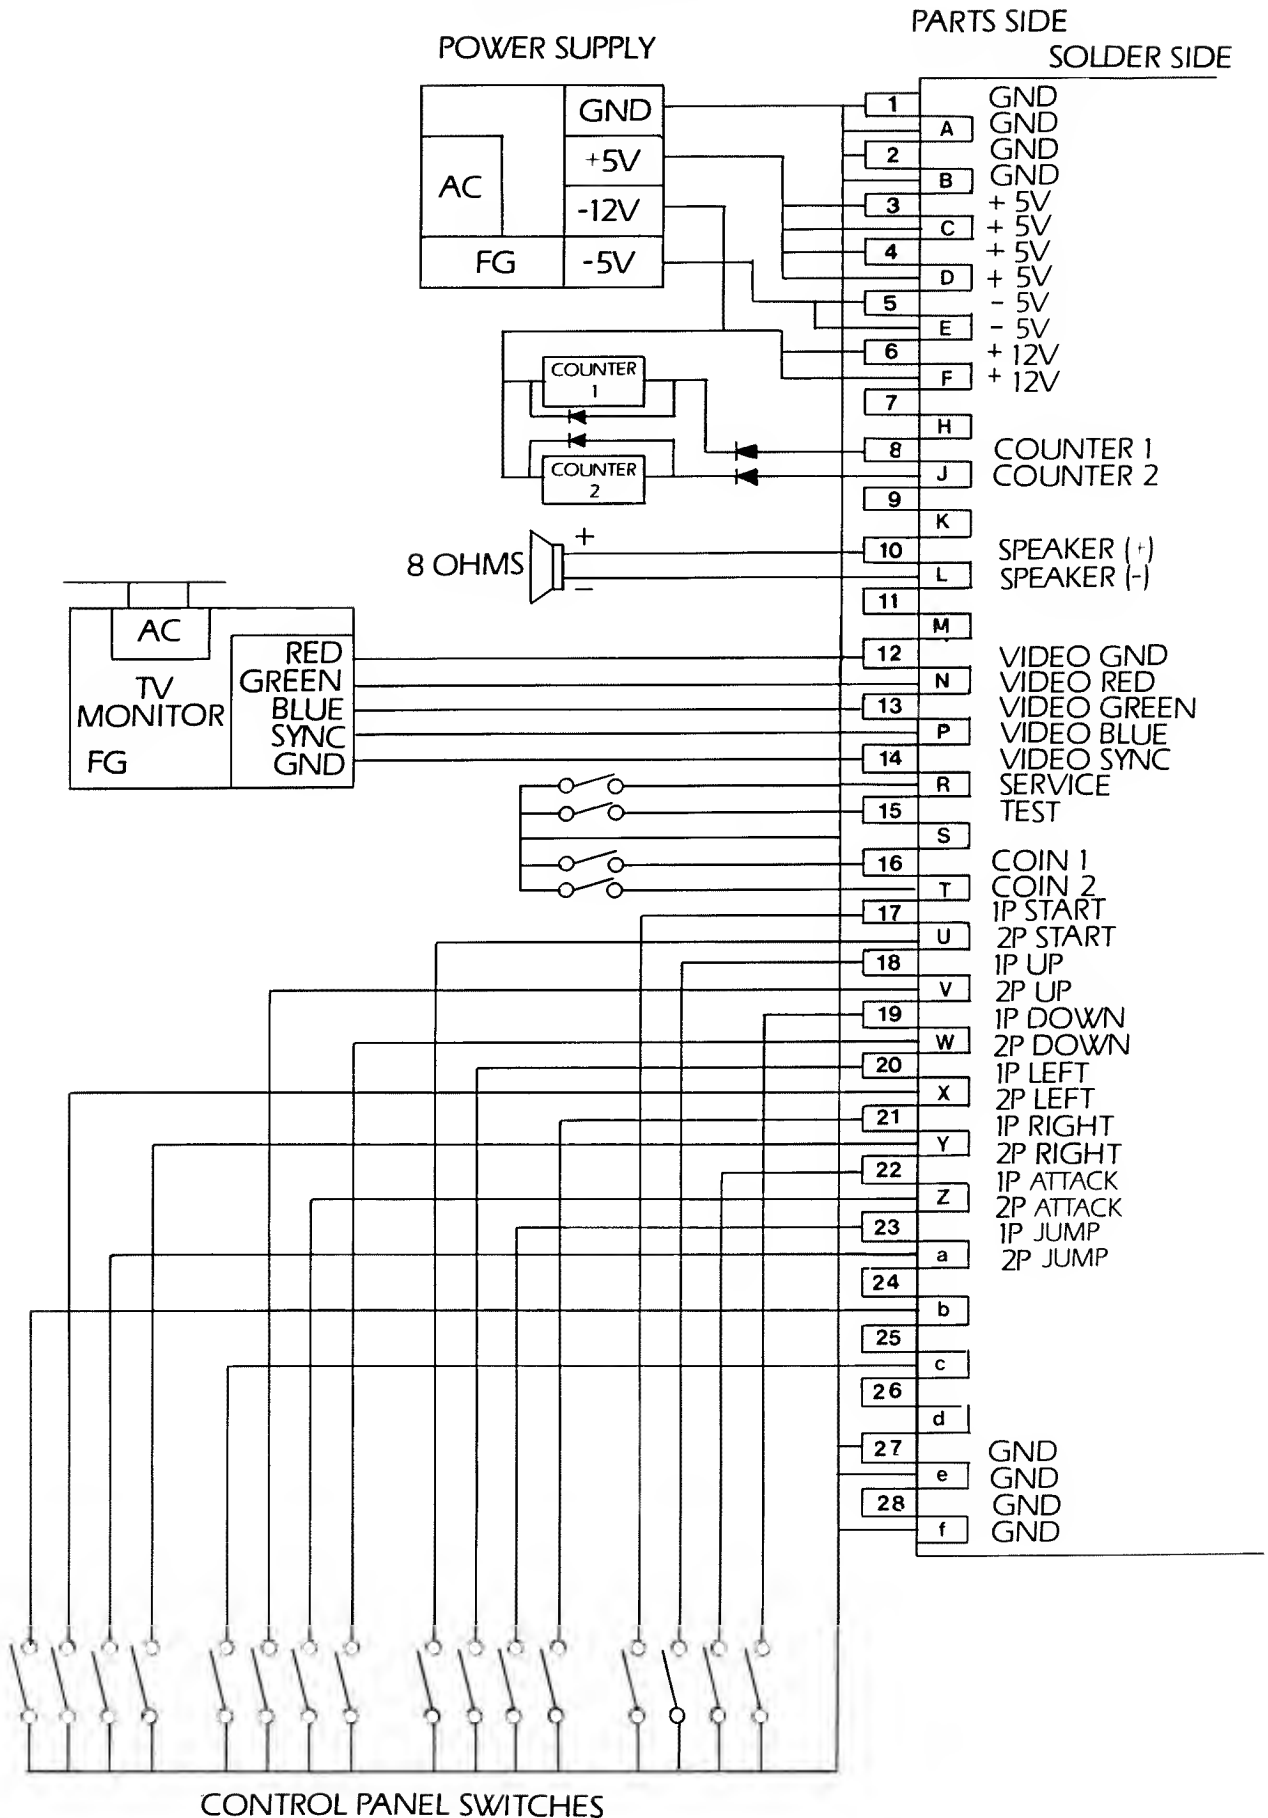 PARTS SIDE
SOLDER SIDE
POWER SUPPLY
GND
+5V
-12V
-5V
AC
FG
1 GND
A GND
2 GND
B GND
3 + 5V
C + 5V
4 + 5V
D + 5V
5 - 5V
E - 5V
6 + 12V
F + 12V
7
H
8 COUNTER 1
J COUNTER 2
9
K
10 SPEAKER (+)
L SPEAKER (-)
11
M
12 VIDEO GND
N VIDEO RED
13 VIDEO GREEN
P VIDEO BLUE
14 VIDEO SYNC
R SERVICE
15 TEST
S
16 COIN 1
T COIN 2
17 1P START
U 2P START
18 1P UP
V 2P UP
19 1P DOWN
W 2P DOWN
20 1P LEFT
X 2P LEFT
21 1P RIGHT
Y 2P RIGHT
22 1P ATTACK
Z 2P ATTACK
23 1P JUMP
a 2P JUMP
24
b
25
c
26
d
27 GND
e GND
28 GND
f GND
COUNTER
1
COUNTER
2
8 OHMS
+
−
AC
TV
MONITOR
FG
RED
GREEN
BLUE
SYNC
GND
CONTROL PANEL SWITCHES